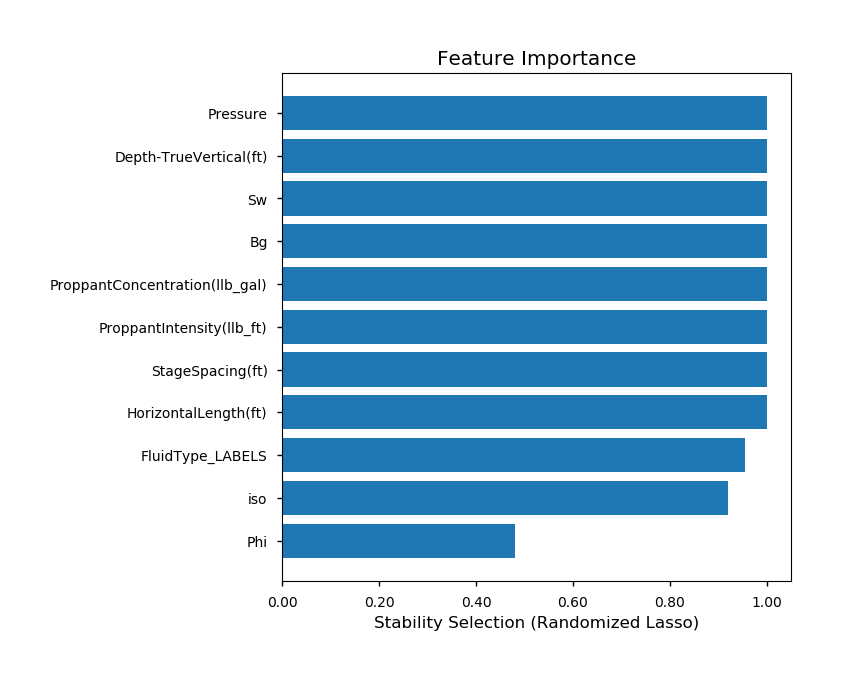 Feature Importance
Pressure
Depth-TrueVertical(ft)
Sw
Bg
ProppantConcentration(llb_gal)
ProppantIntensity(llb_ft)
StageSpacing(ft)
HorizontalLength(ft)
FluidType_LABELS
iso
Phi
0.00 0.20 0.40 0.60 0.80 1.00
Stability Selection (Randomized Lasso)